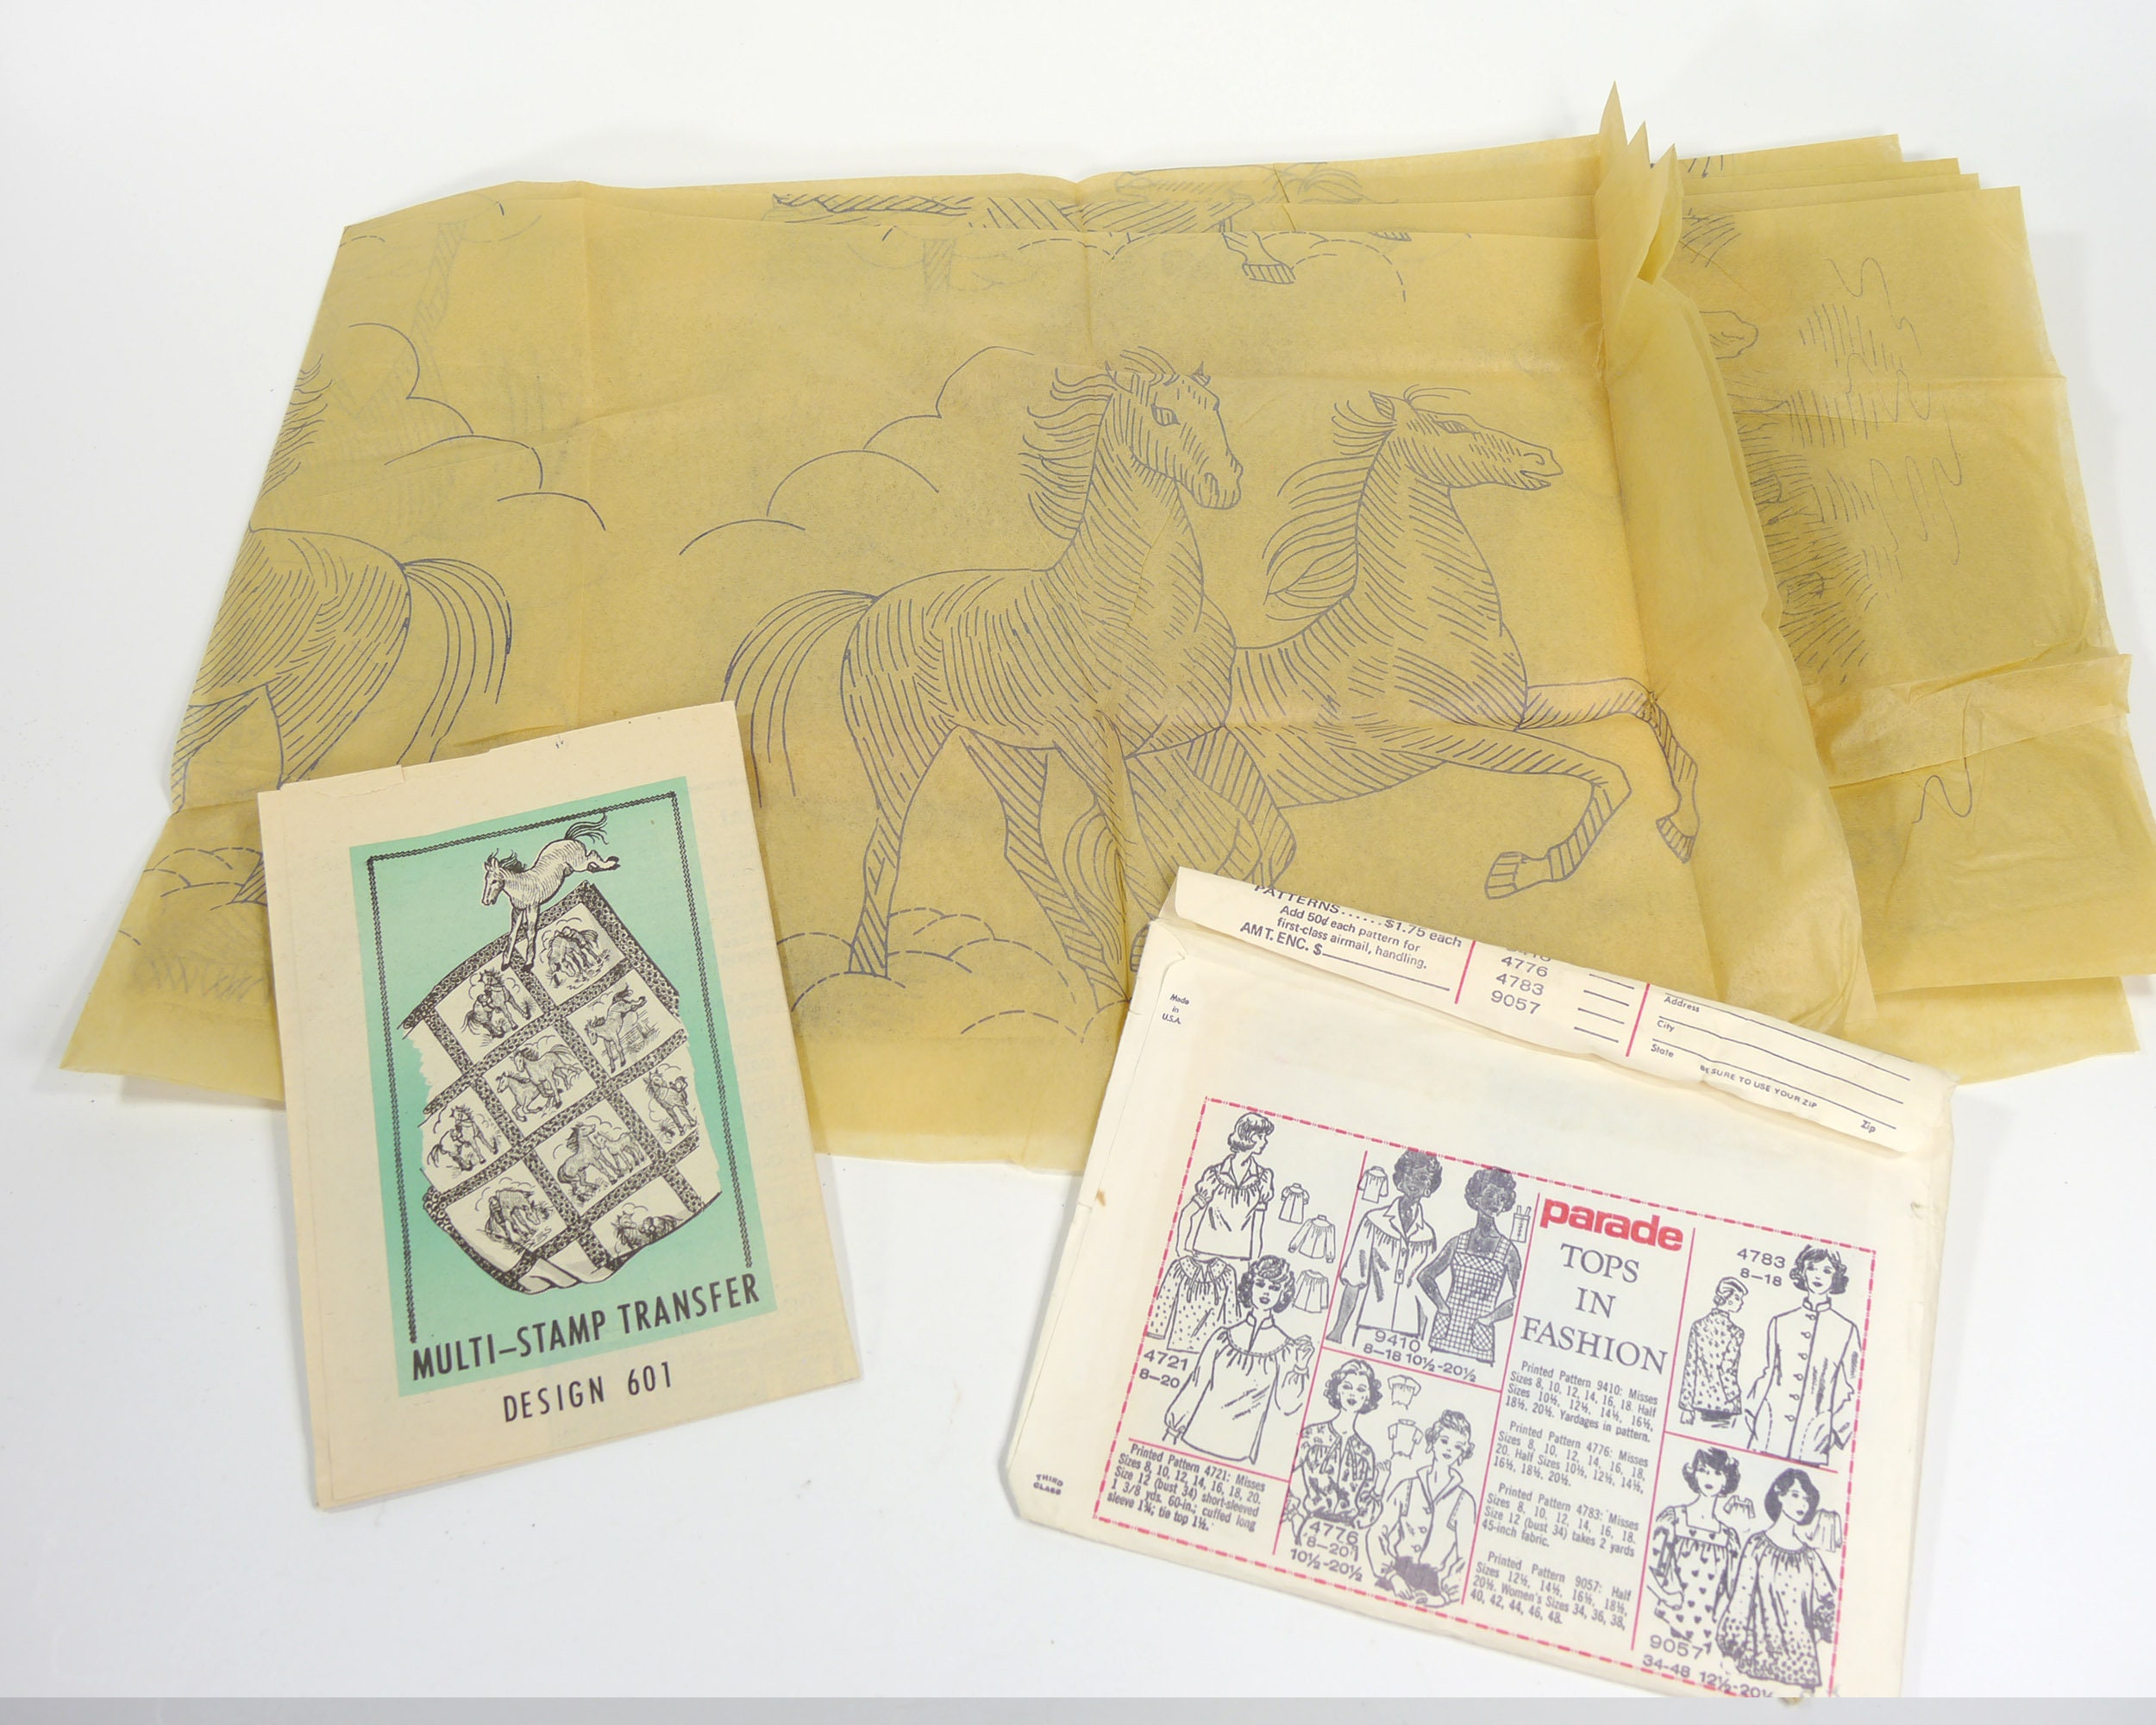 MULTI–STAMP TRANSFER
DESIGN 601
PATTERNS......$1.75 each
Add 50¢ each pattern for
first-class airmail, handling.
AMT. ENC. $
4776
4783
9057
Address
City
State
BE SURE TO USE YOUR ZIP
Zip
Made
in
U.S.A.
THIRD
CLASS
4721
8–20
Printed Pattern 4721: Misses
Sizes 8, 10, 12, 14, 16, 18, 20.
Size 12 (bust 34) short-sleeved
1 3/8 yds. 60-in.; cuffed long
sleeve 1⅝; tie top 1½.
9410
8–18 10½-20½
4776
8–20
10½-20½
parade
TOPS
IN
FASHION
Printed Pattern 9410: Misses
Sizes 8, 10, 12, 14, 16, 18. Half
Sizes 10½, 12½, 14½, 16½,
18½, 20½. Yardages in pattern.
Printed Pattern 4776: Misses
Sizes 8, 10, 12, 14, 16, 18,
20. Half Sizes 10½, 12½, 14½,
16½, 18½, 20½.
Printed Pattern 4783: Misses
Sizes 8, 10, 12, 14, 16, 18.
Size 12 (bust 34) takes 2 yards
45-inch fabric.
Printed Pattern 9057: Half
Sizes 12½, 14½, 16½, 18½,
20½. Women's Sizes 34, 36, 38,
40, 42, 44, 46, 48.
4783
8–18
9057
34-48 12½-20½